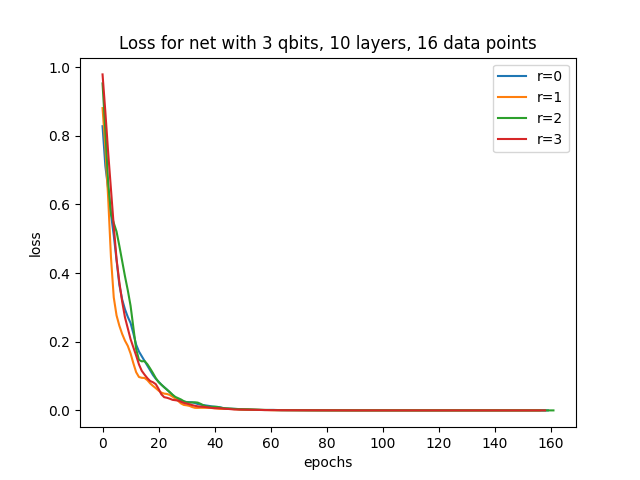 Loss for net with 3 qbits, 10 layers, 16 data points
r=0
r=1
r=2
r=3
loss
1.0
0.8
0.6
0.4
0.2
0.0
0 20 40 60 80 100 120 140 160
epochs